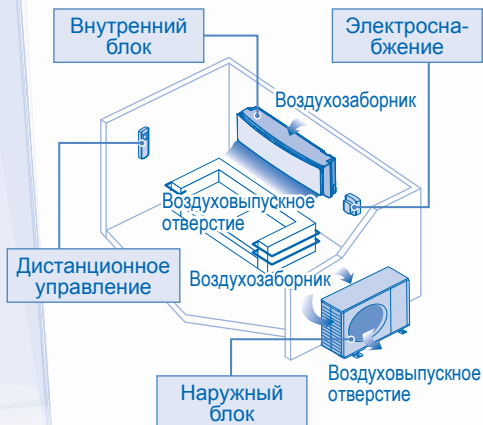 Внутренний
блок
Электросна-
бжение
Воздухозаборник
Воздуховыпускное
отверстие
Дистанционное
управление
Воздухозаборник
Воздуховыпускное
отверстие
Наружный
блок